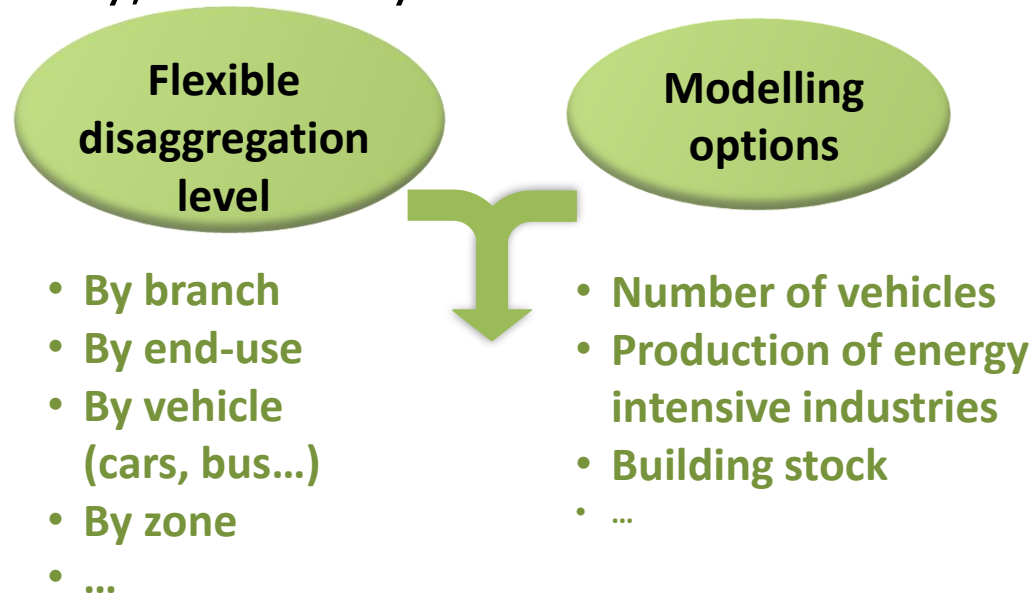 Flexible
disaggregation
level
• By branch
• By end-use
• By vehicle
(cars, bus…)
• By zone
• …
Modelling
options
• Number of vehicles
• Production of energy
intensive industries
• Building stock
• …